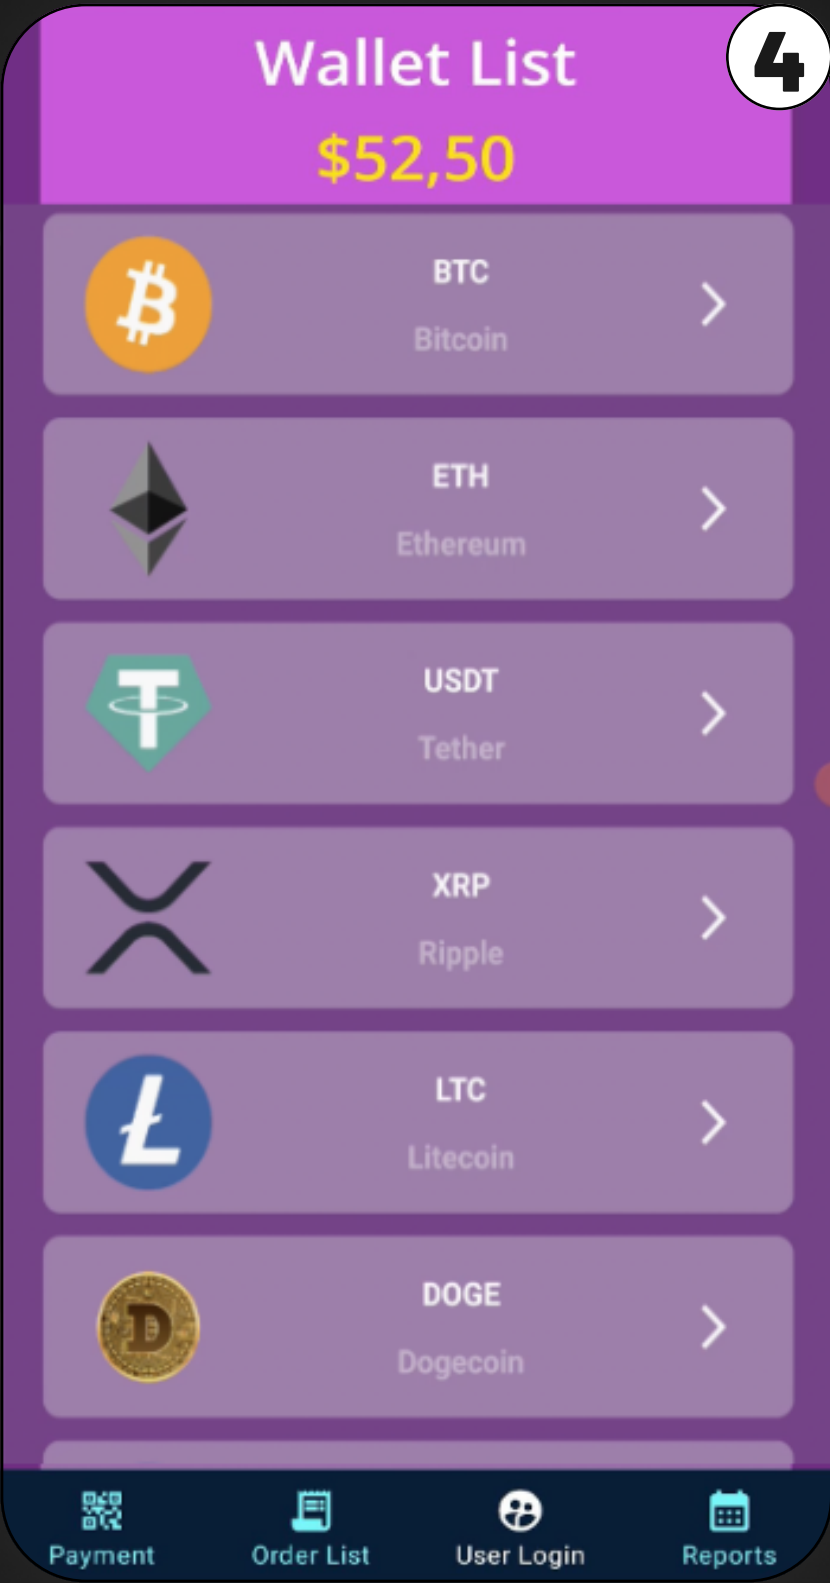 4
Wallet List
$52,50
BTC
Bitcoin
ETH
Ethereum
USDT
Tether
XRP
Ripple
LTC
Litecoin
DOGE
Dogecoin
Payment
Order List
User Login
Reports